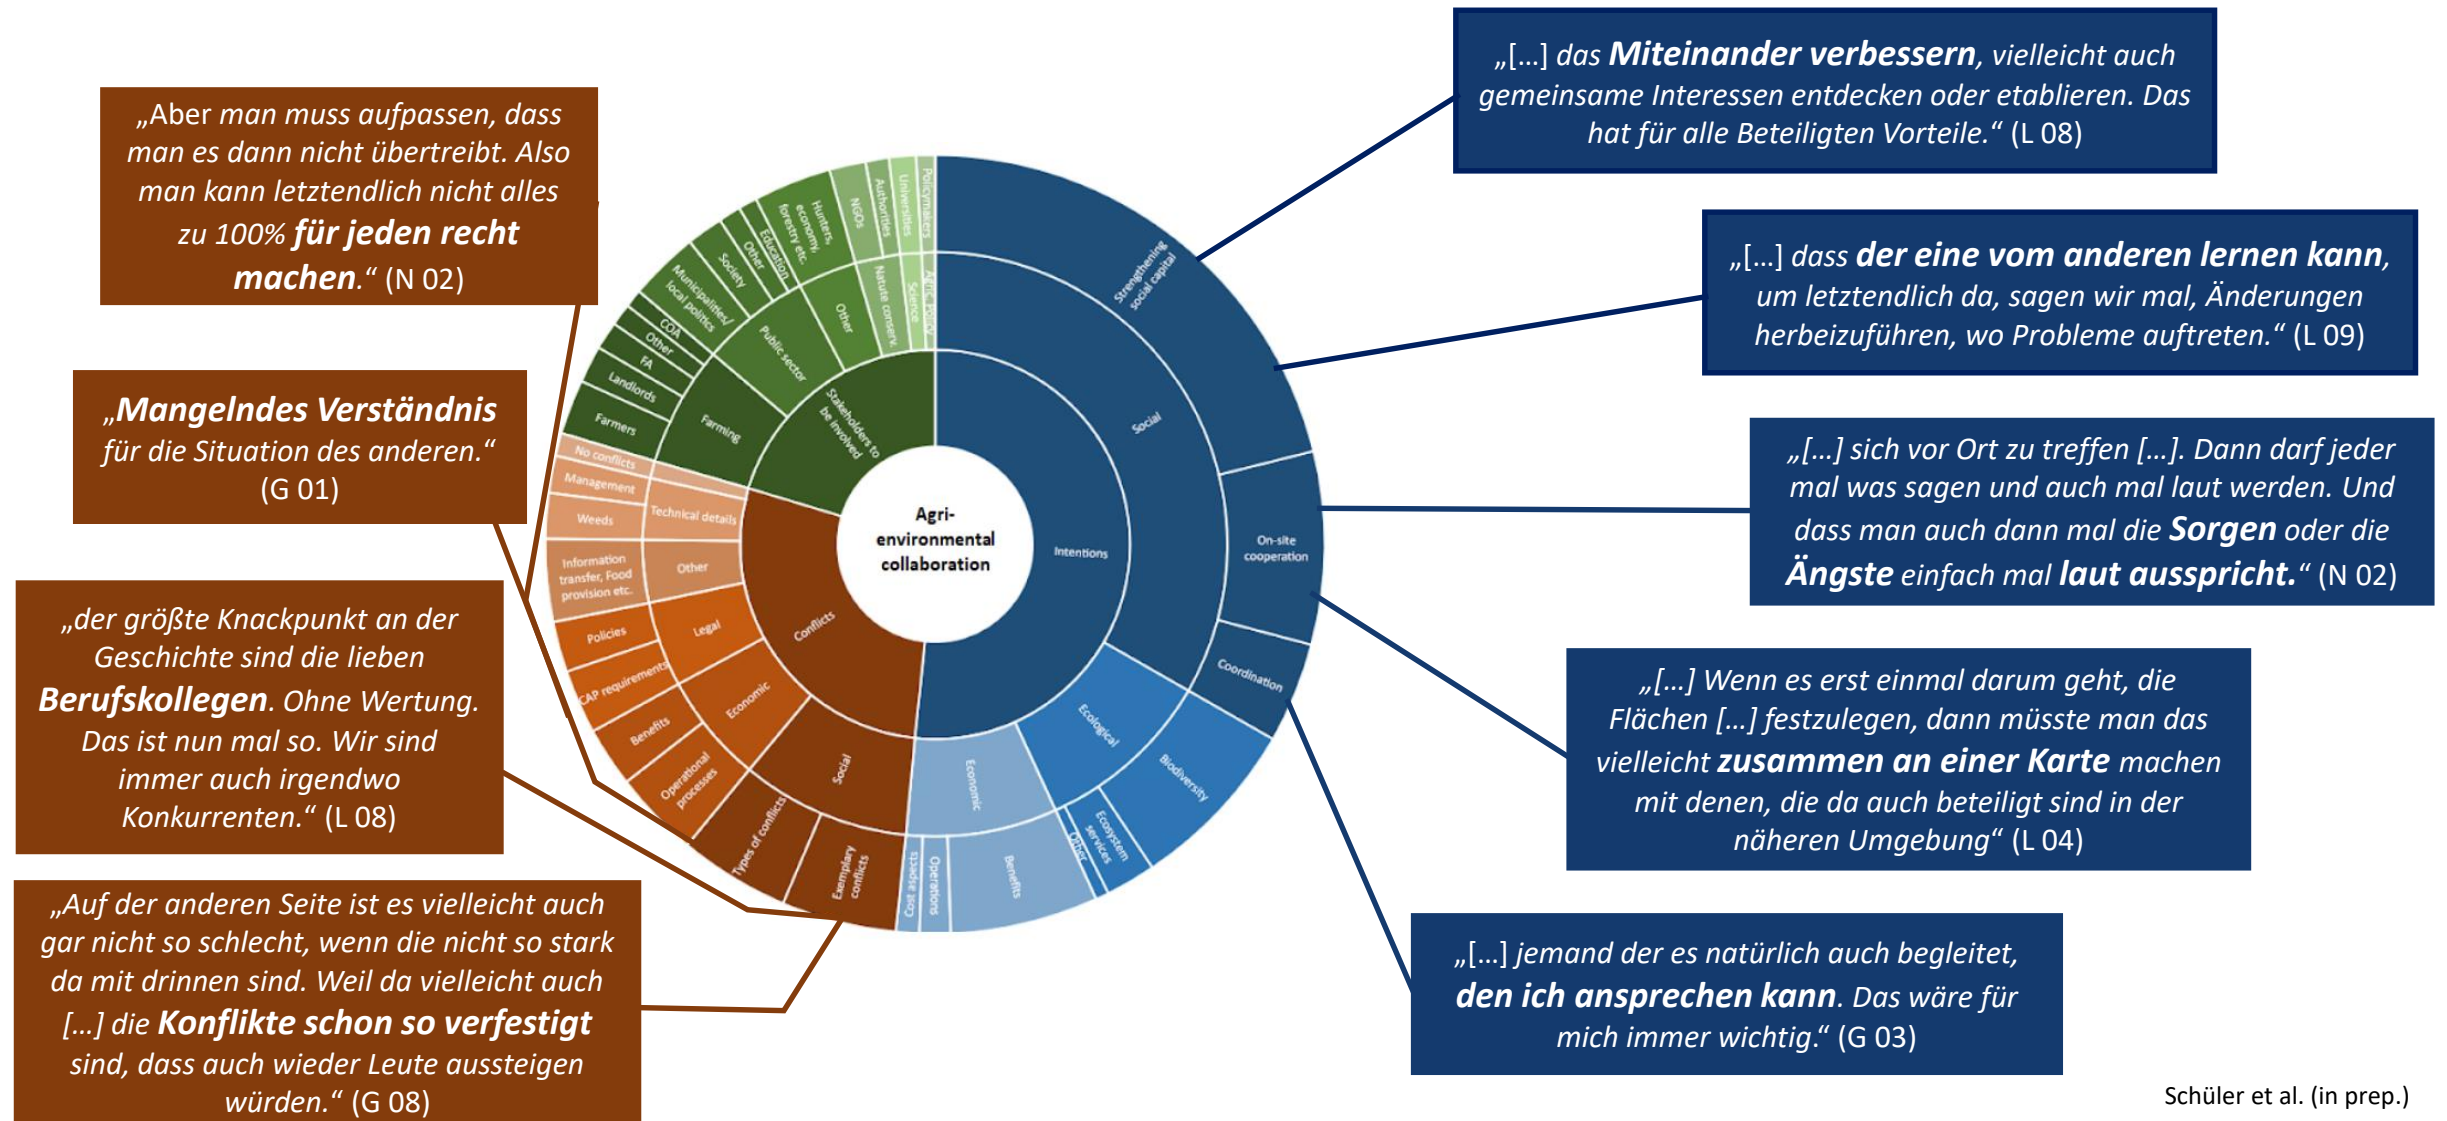 „Aber man muss aufpassen, dass
man es dann nicht übertreibt. Also
man kann letztendlich nicht alles
zu 100% für jeden recht
machen.“ (N 02)
„Mangelndes Verständnis
für die Situation des anderen.“
(G 01)
„der größte Knackpunkt an der
Geschichte sind die lieben
Berufskollegen. Ohne Wertung.
Das ist nun mal so. Wir sind
immer auch irgendwo
Konkurrenten.“ (L 08)
„Auf der anderen Seite ist es vielleicht auch
gar nicht so schlecht, wenn die nicht so stark
da mit drinnen sind. Weil da vielleicht auch
[…] die Konflikte schon so verfestigt
sind, dass auch wieder Leute aussteigen
würden.“ (G 08)
Agri-
environmental
collaboration
Intentions
Social
Strengthening
social capital
On-site
cooperation
Coordination
Ecological
Biodiversity
Ecosystem
services
Other
Economic
Benefits
Operations
Cost aspects
Conflicts
Social
Exemplary
conflicts
Types of conflicts
Economic
Operational
processes
Benefits
Legal
CAP requirements
Policies
Other
Information
transfer, Food
provision etc.
Technical details
Weeds
Management
No conflicts
Stakeholders to
be involved
Farming
Farmers
Landlords
FA
Other
COA
Public sector
Municipalities/
local politics
Society
Other
Education
Other
Hunters,
economy,
forestry etc.
Natute conserv.
NGOs
Authorities
Science
Universities
Agric. Policy
Policymakers
„[…] das Miteinander verbessern, vielleicht auch
gemeinsame Interessen entdecken oder etablieren. Das
hat für alle Beteiligten Vorteile.“ (L 08)
„[…] dass der eine vom anderen lernen kann,
um letztendlich da, sagen wir mal, Änderungen
herbeizuführen, wo Probleme auftreten.“ (L 09)
„[…] sich vor Ort zu treffen […]. Dann darf jeder
mal was sagen und auch mal laut werden. Und
dass man auch dann mal die Sorgen oder die
Ängste einfach mal laut ausspricht.“ (N 02)
„[…] Wenn es erst einmal darum geht, die
Flächen […] festzulegen, dann müsste man das
vielleicht zusammen an einer Karte machen
mit denen, die da auch beteiligt sind in der
näheren Umgebung“ (L 04)
„[…] jemand der es natürlich auch begleitet,
den ich ansprechen kann. Das wäre für
mich immer wichtig.“ (G 03)
Schüler et al. (in prep.)